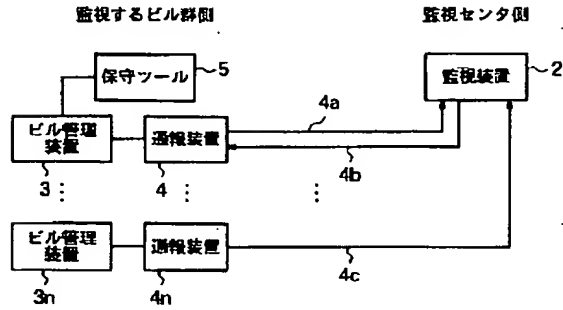 監視するビル群側
監視センタ側
保守ツール
5
監視装置
2
4a
ビル管理
装置
通報装置
4b
3
4
ビル管理
装置
通報装置
4c
3n
4n